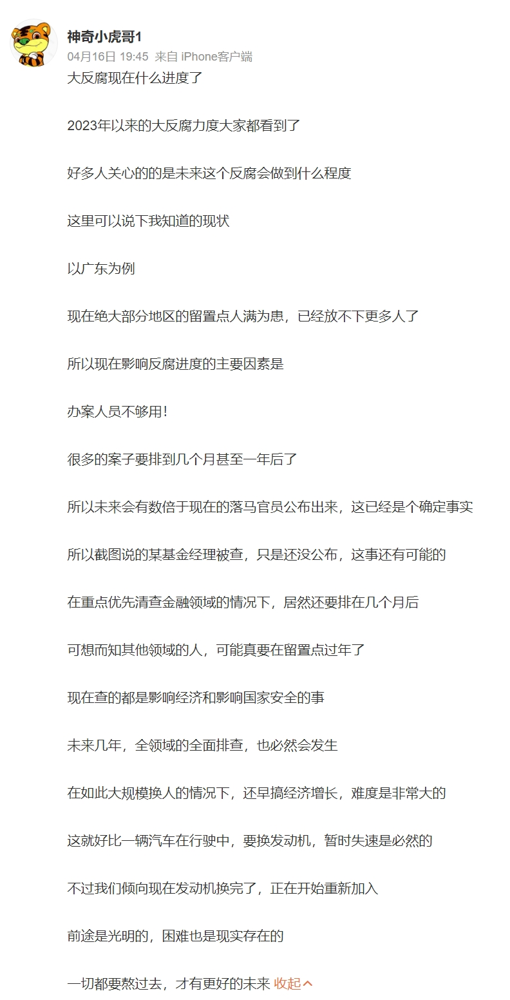 神奇小虎哥1
04月16日 19:45 来自 iPhone客户端
大反腐现在什么进度了
2023年以来的大反腐力度大家都看到了
好多人关心的的是未来这个反腐会做到什么程度
这里可以说下我知道的现状
以广东为例
现在绝大部分地区的留置点人满为患，已经放不下更多人了
所以现在影响反腐进度的主要因素是
办案人员不够用！
很多的案子要排到几个月甚至一年后了
所以未来会有数倍于现在的落马官员公布出来，这已经是个确定事实
所以截图说的某基金经理被查，只是还没公布，这事还有可能的
在重点优先清查金融领域的情况下，居然还要排在几个月后
可想而知其他领域的人，可能真要在留置点过年了
现在查的都是影响经济和影响国家安全的事
未来几年，全领域的全面排查，也必然会发生
在如此大规模换人的情况下，还早搞经济增长，难度是非常大的
这就好比一辆汽车在行驶中，要换发动机，暂时失速是必然的
不过我们倾向现在发动机换完了，正在开始重新加入
前途是光明的，困难也是现实存在的
一切都要熬过去，才有更好的未来 收起